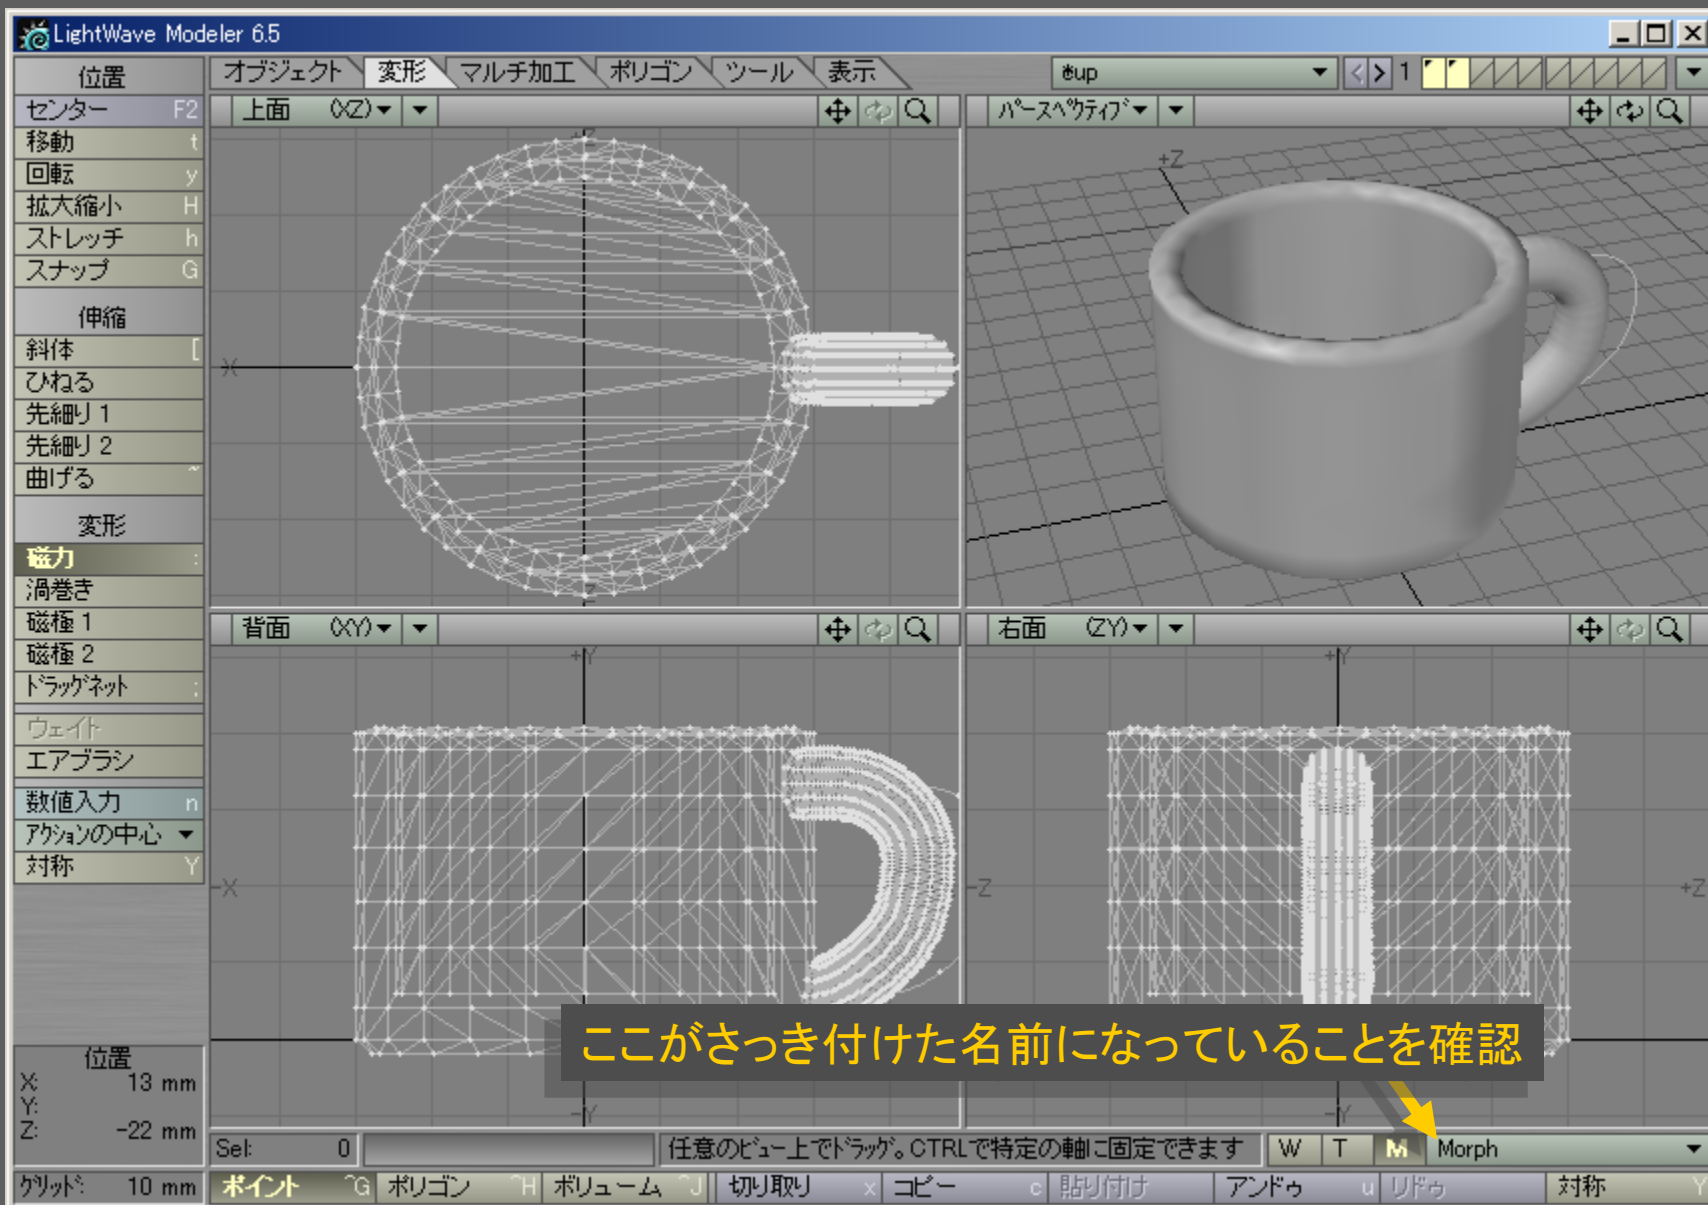 LightWave Modeler 6.5
位置
オブジェクト 変形 マルチ加工 ポリゴン ツール 表示
*up
1
センター F2
移動 t
回転 y
拡大縮小 H
ストレッチ h
スナップ G
伸縮
斜体 [
ひねる
先細り 1
先細り 2
曲げる ~
変形
磁力 :
渦巻き
磁極 1
磁極 2
ドラッグネット ;
ウェイト
エアブラシ
数値入力 n
アクションの中心
対称 Y
上面 (XZ)
パースペクティブ
+Z
背面 (XY)
右面 (ZY)
+Y
+Y
-X
-Z
+Z
-Y
-Y
ここがさっき付けた名前になっていることを確認
位置
X: 13 mm
Y:
Z: -22 mm
Sel: 0
任意のビュー上でドラッグ。CTRLで特定の軸に固定できます
W T M Morph
グリッド: 10 mm
ポイント ^G ポリゴン ^H ボリューム ^J 切り取り x コピー c 貼り付け アンドゥ u リドゥ 対称 Y